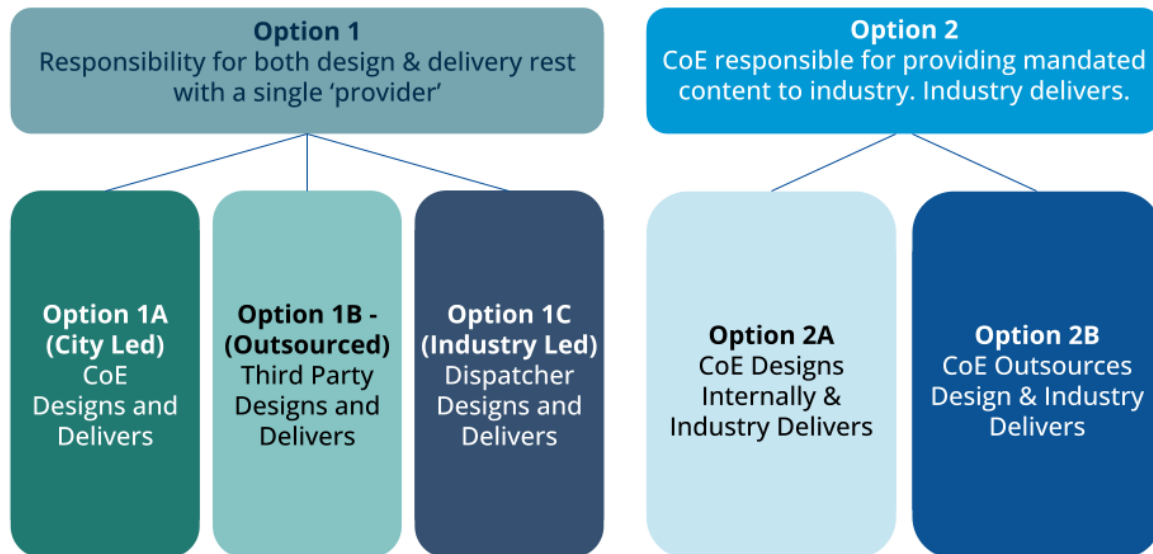 Option 1
Responsibility for both design & delivery rest
with a single ‘provider’
Option 2
CoE responsible for providing mandated
content to industry. Industry delivers.
Option 1A
(City Led)
CoE
Designs and
Delivers
Option 1B -
(Outsourced)
Third Party
Designs and
Delivers
Option 1C
(Industry Led)
Dispatcher
Designs and
Delivers
Option 2A
CoE Designs
Internally &
Industry Delivers
Option 2B
CoE Outsources
Design & Industry
Delivers